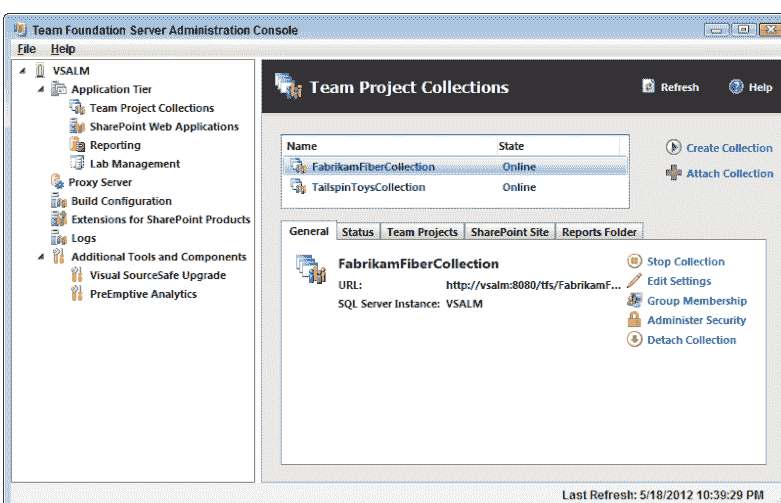 Team Foundation Server Administration Console
File Help
VSALM
Application Tier
Team Project Collections
SharePoint Web Applications
Reporting
Lab Management
Proxy Server
Build Configuration
Extensions for SharePoint Products
Logs
Additional Tools and Components
Visual SourceSafe Upgrade
PreEmptive Analytics
Team Project Collections
Refresh Help
Name State
FabrikamFiberCollection Online
TailspinToysCollection Online
Create Collection
Attach Collection
General Status Team Projects SharePoint Site Reports Folder
FabrikamFiberCollection
URL: http://vsalm:8080/tfs/FabrikamF...
SQL Server Instance: VSALM
Stop Collection
Edit Settings
Group Membership
Administer Security
Detach Collection
Last Refresh: 5/18/2012 10:39:29 PM